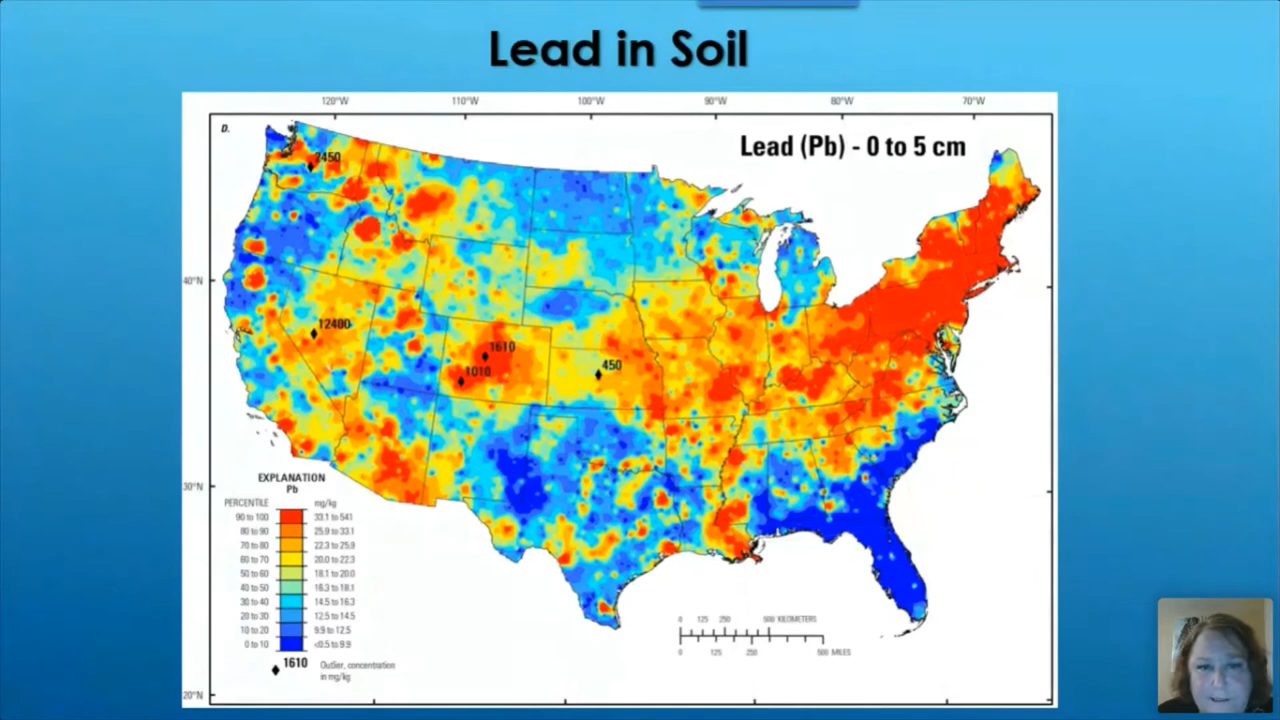 Lead in Soil
120°W 110°W 100°W 90°W 80°W 70°W
D.
Lead (Pb) - 0 to 5 cm
2450
40°N
12400
1610
1010
450
30°N
EXPLANATION
Pb
PERCENTILE mg/kg
90 to 100 33.1 to 541
80 to 90 25.9 to 33.1
70 to 80 22.3 to 25.9
60 to 70 20.0 to 22.3
50 to 60 18.1 to 20.0
40 to 50 16.3 to 18.1
30 to 40 14.5 to 16.3
20 to 30 12.5 to 14.5
10 to 20 9.9 to 12.5
0 to 10 <0.5 to 9.9
1610 Outlier, concentration
in mg/kg
0 125 250 500 KILOMETERS
0 125 250 500 MILES
20°N